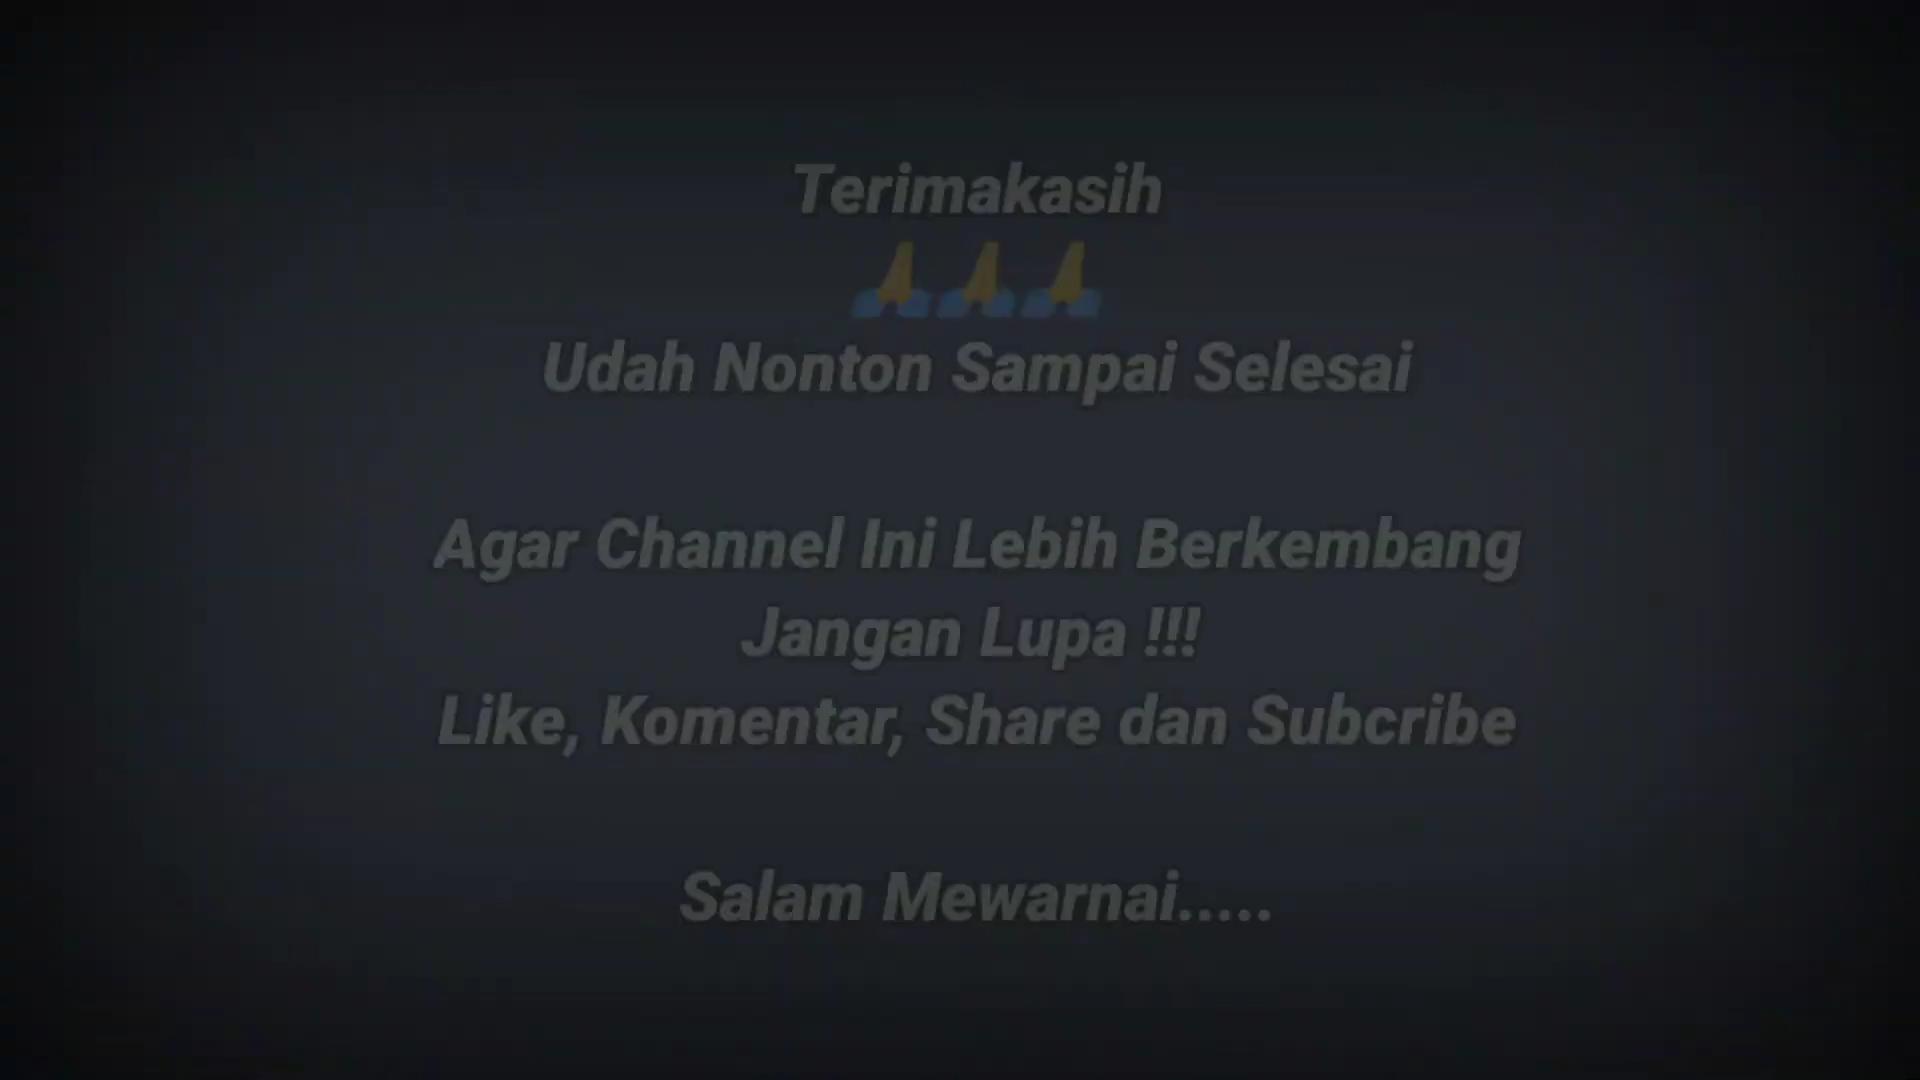 Terimakasih
🙏🙏🙏
Udah Nonton Sampai Selesai
Agar Channel Ini Lebih Berkembang
Jangan Lupa !!!
Like, Komentar, Share dan Subcribe
Salam Mewarnai.....